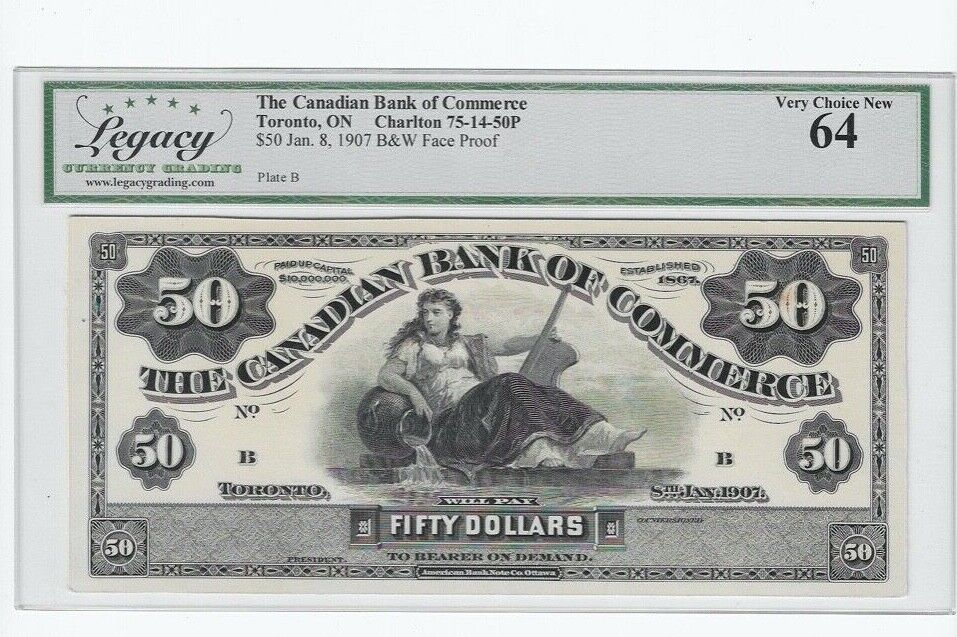 Legacy
CURRENCY GRADING
www.legacygrading.com
The Canadian Bank of Commerce
Toronto, ON Charlton 75-14-50P
$50 Jan. 8, 1907 B&W Face Proof
Plate B
Very Choice New
64
50 50
PAID UP CAPITAL
$10,000,000.
ESTABLISHED
1867.
50 50
THE CANADIAN BANK OF COMMERCE
Nº Nº
50 B B 50
TORONTO, 8TH JAN. 1907.
WILL PAY
COUNTERSIGNED
FIFTY DOLLARS
50 50
PRESIDENT. TO BEARER ON DEMAND.
American Bank Note Co. Ottawa